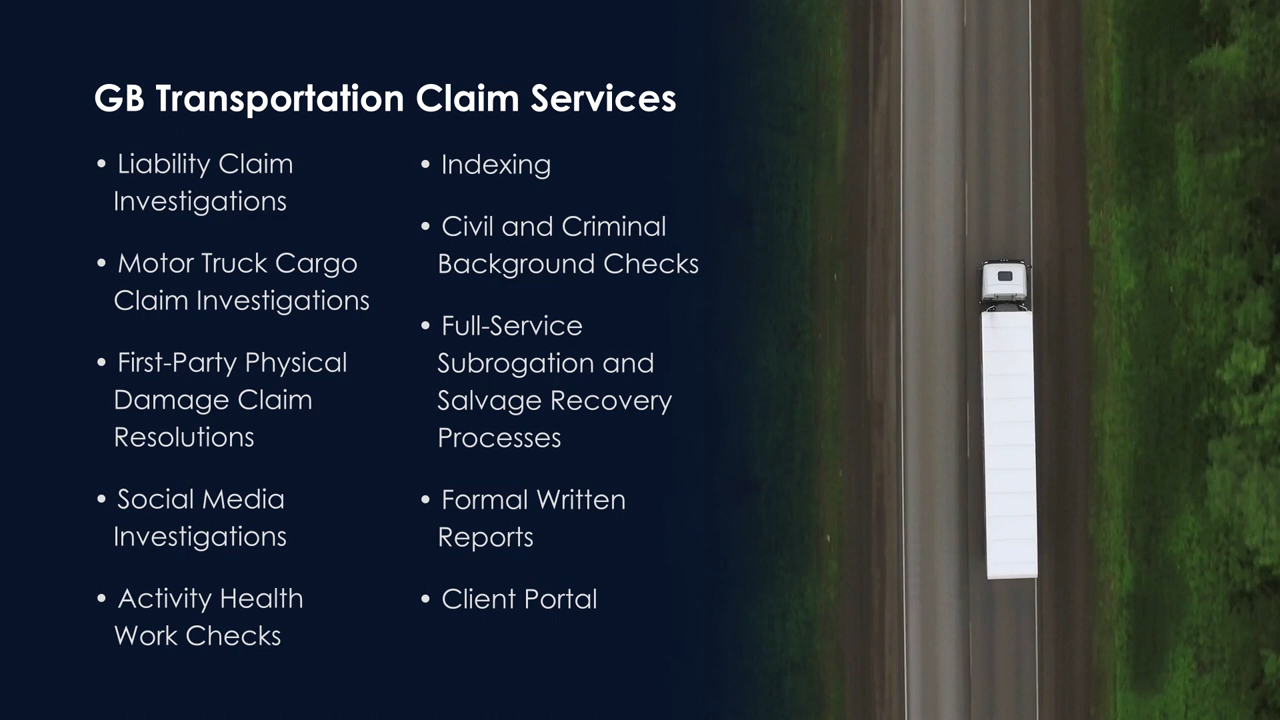 GB Transportation Claim Services
• Liability Claim
Investigations
• Motor Truck Cargo
Claim Investigations
• First-Party Physical
Damage Claim
Resolutions
• Social Media
Investigations
• Activity Health
Work Checks
• Indexing
• Civil and Criminal
Background Checks
• Full-Service
Subrogation and
Salvage Recovery
Processes
• Formal Written
Reports
• Client Portal